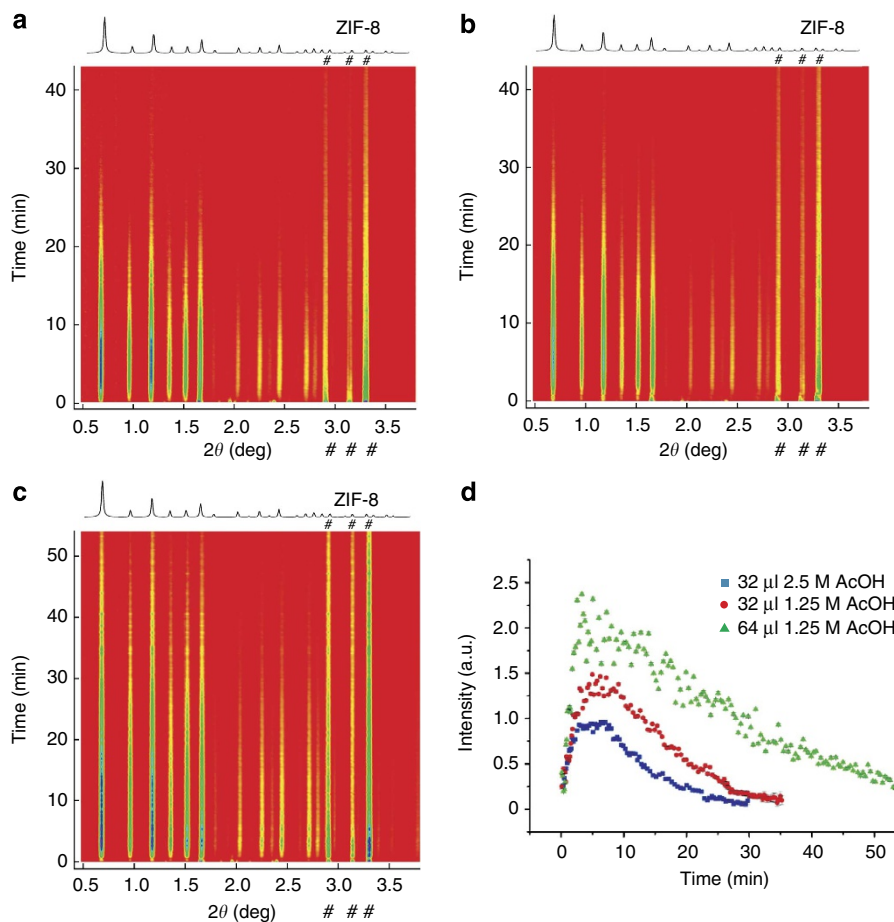 a
ZIF-8
# # #
Time (min)
40
30
20
10
0
0.5 1.0 1.5 2.0 2.5 3.0 3.5
2θ (deg) # # #
b
ZIF-8
# # #
Time (min)
40
30
20
10
0
0.5 1.0 1.5 2.0 2.5 3.0 3.5
2θ (deg) # # #
c
ZIF-8
# # #
Time (min)
50
40
30
20
10
0
0.5 1.0 1.5 2.0 2.5 3.0 3.5
2θ (deg) # # #
d
32 µl 2.5 M AcOH
32 µl 1.25 M AcOH
64 µl 1.25 M AcOH
Intensity (a.u.)
2.5
2.0
1.5
1.0
0.5
0
0 10 20 30 40 50
Time (min)